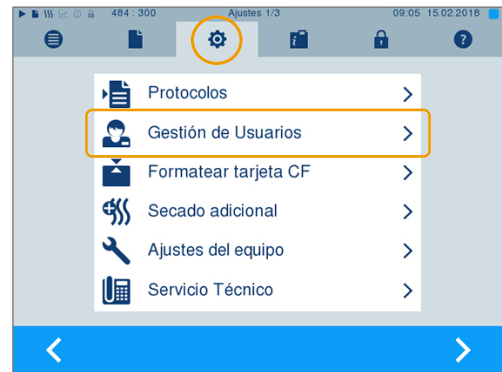 484 : 300 Ajustes 1/3 09:05 15.02.2018
Protocolos
Gestión de Usuarios
Formatear tarjeta CF
Secado adicional
Ajustes del equipo
Servicio Técnico